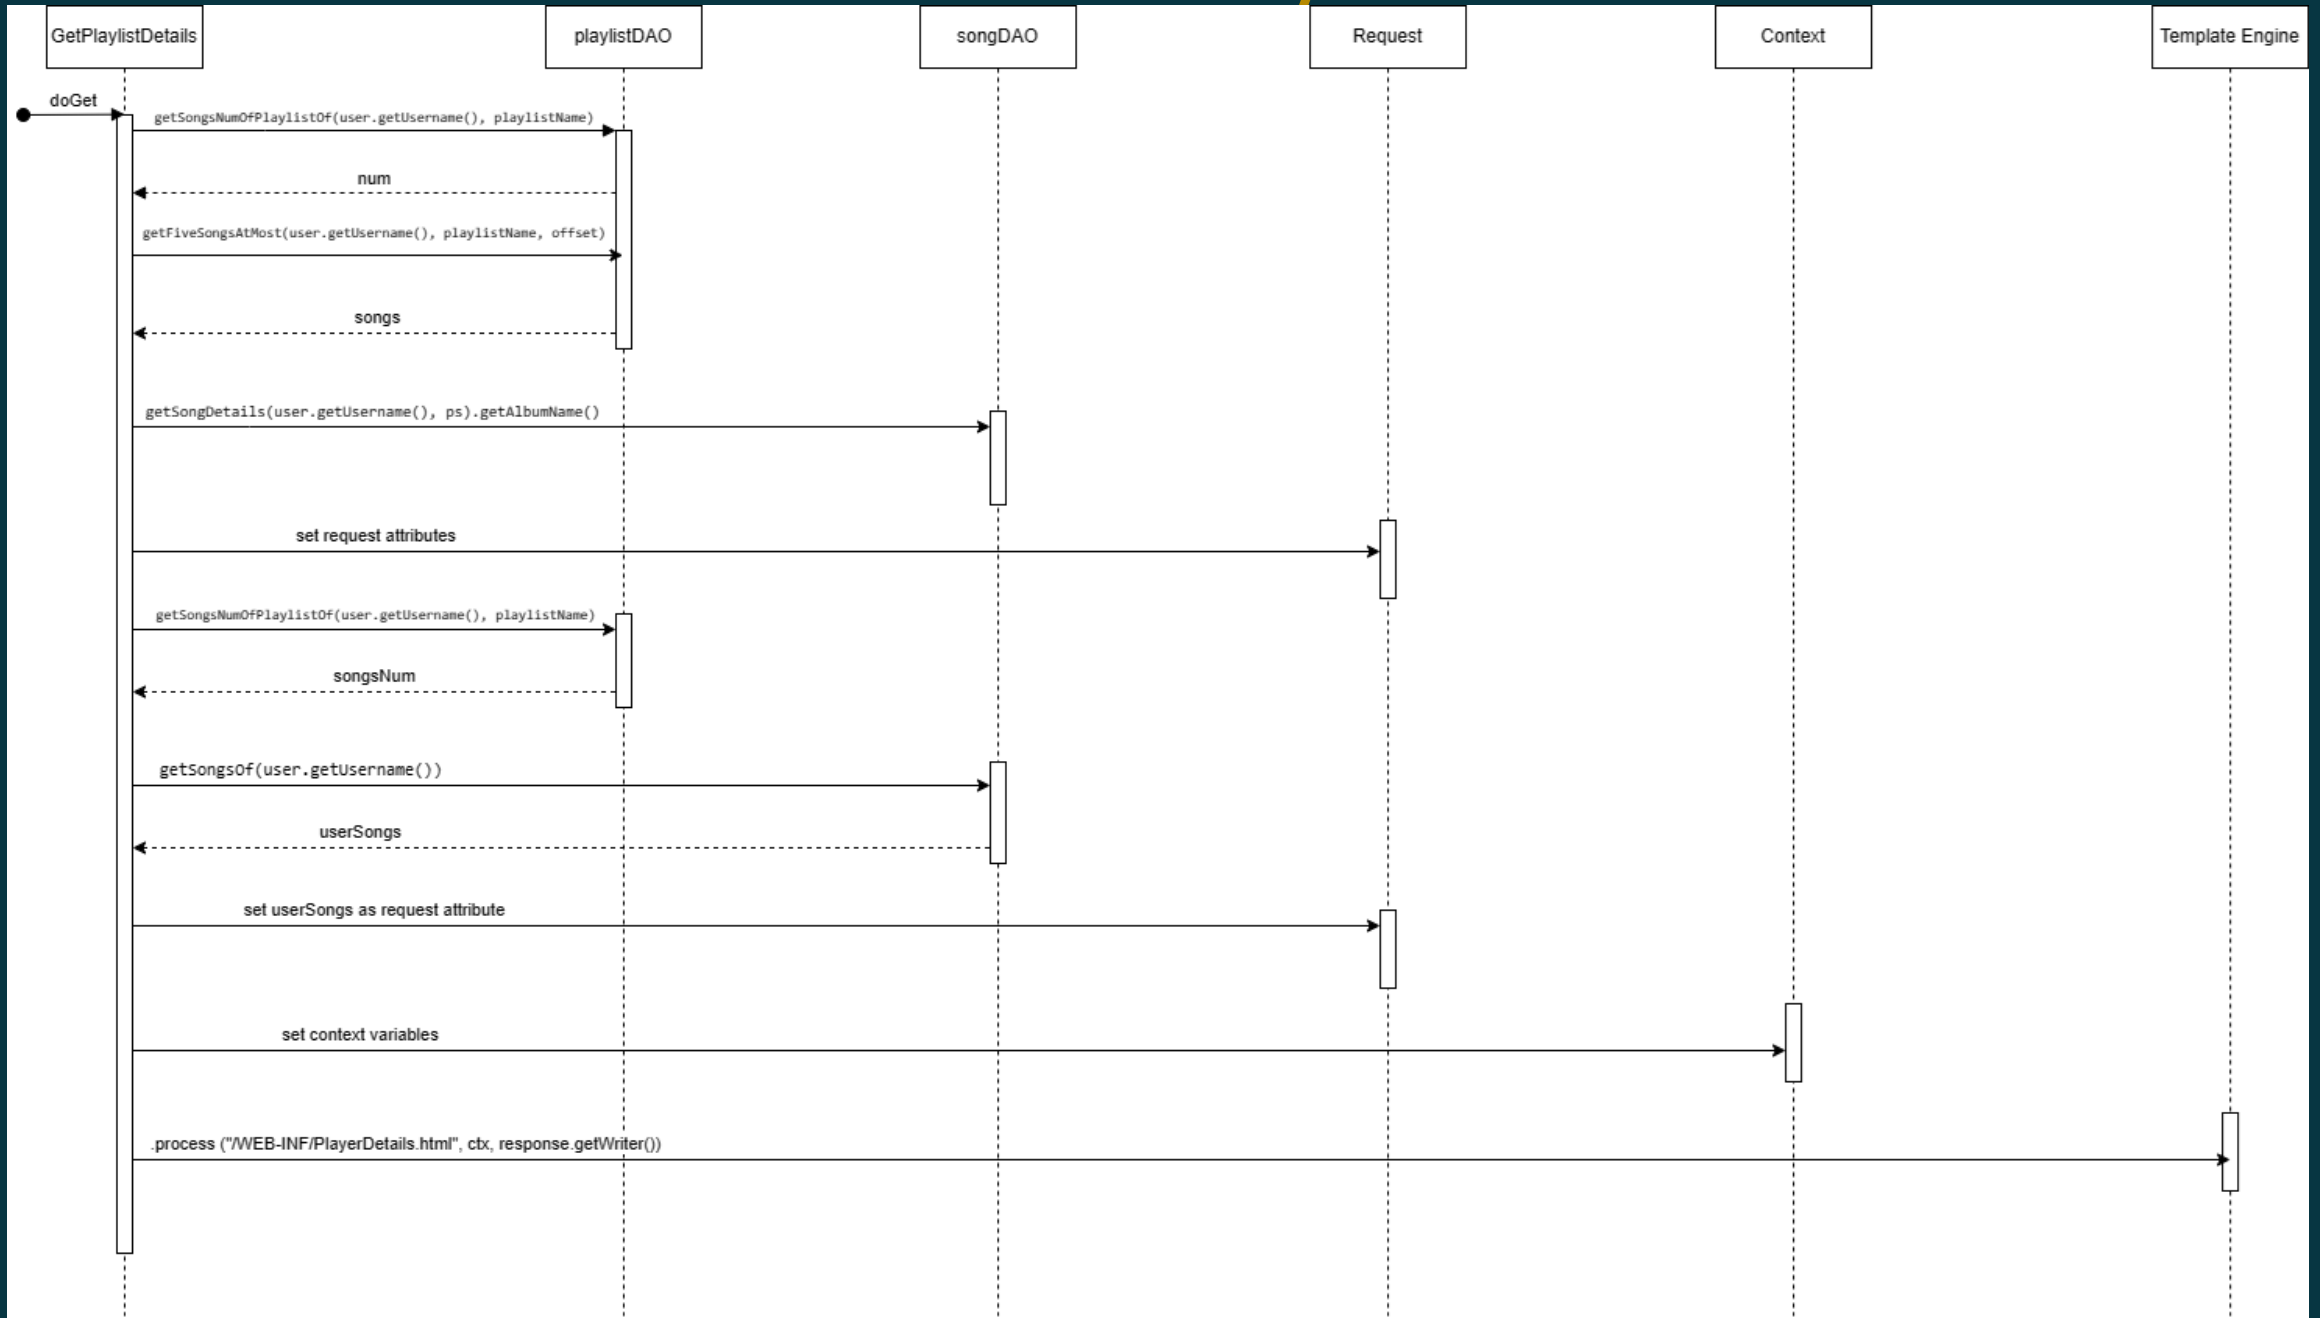 GetPlaylistDetails
playlistDAO
songDAO
Request
Context
Template Engine
doGet
getSongsNumOfPlaylistOf(user.getUsername(), playlistName)
num
getFiveSongsAtMost(user.getUsername(), playlistName, offset)
songs
getSongDetails(user.getUsername(), ps).getAlbumName()
set request attributes
getSongsNumOfPlaylistOf(user.getUsername(), playlistName)
songsNum
getSongsOf(user.getUsername())
userSongs
set userSongs as request attribute
set context variables
.process ("/WEB-INF/PlayerDetails.html", ctx, response.getWriter())